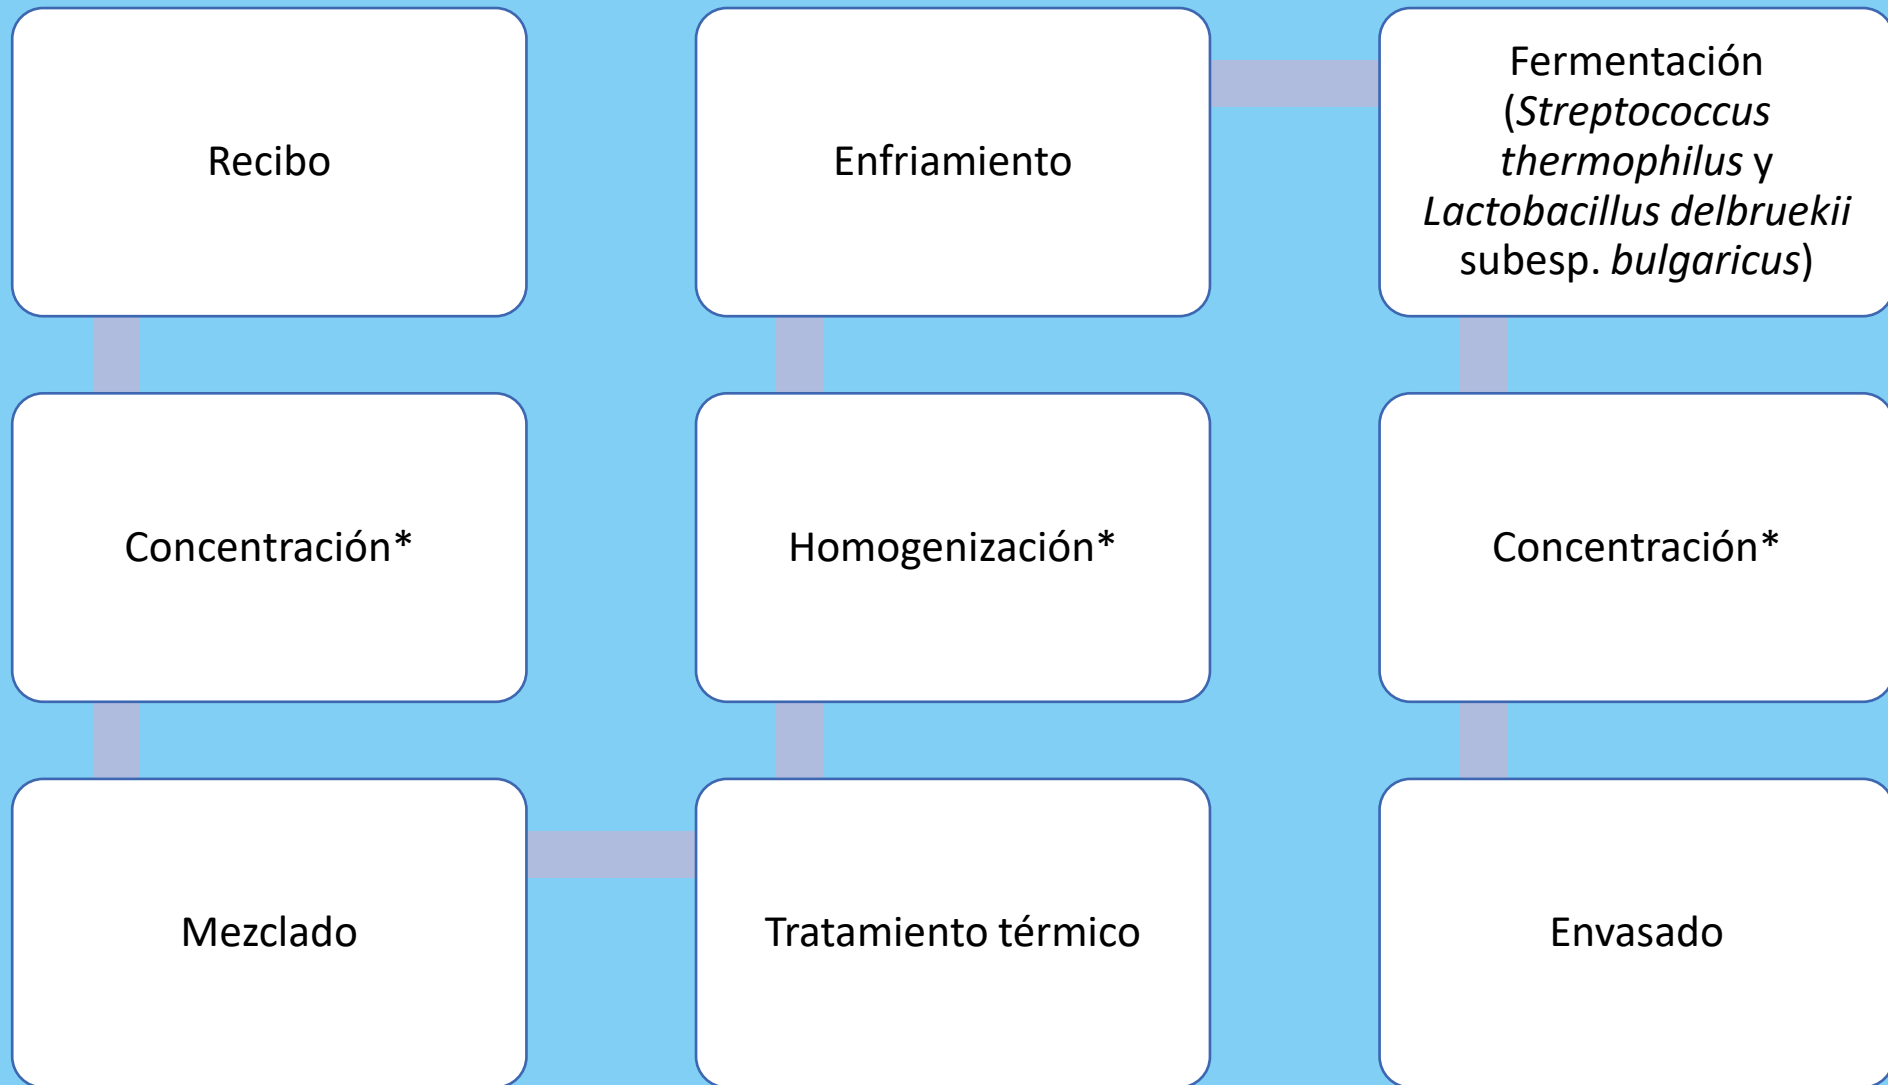 Recibo
Concentración*
Mezclado
Tratamiento térmico
Homogenización*
Enfriamiento
Fermentación
(Streptococcus
thermophilus y
Lactobacillus delbruekii
subesp. bulgaricus)
Concentración*
Envasado